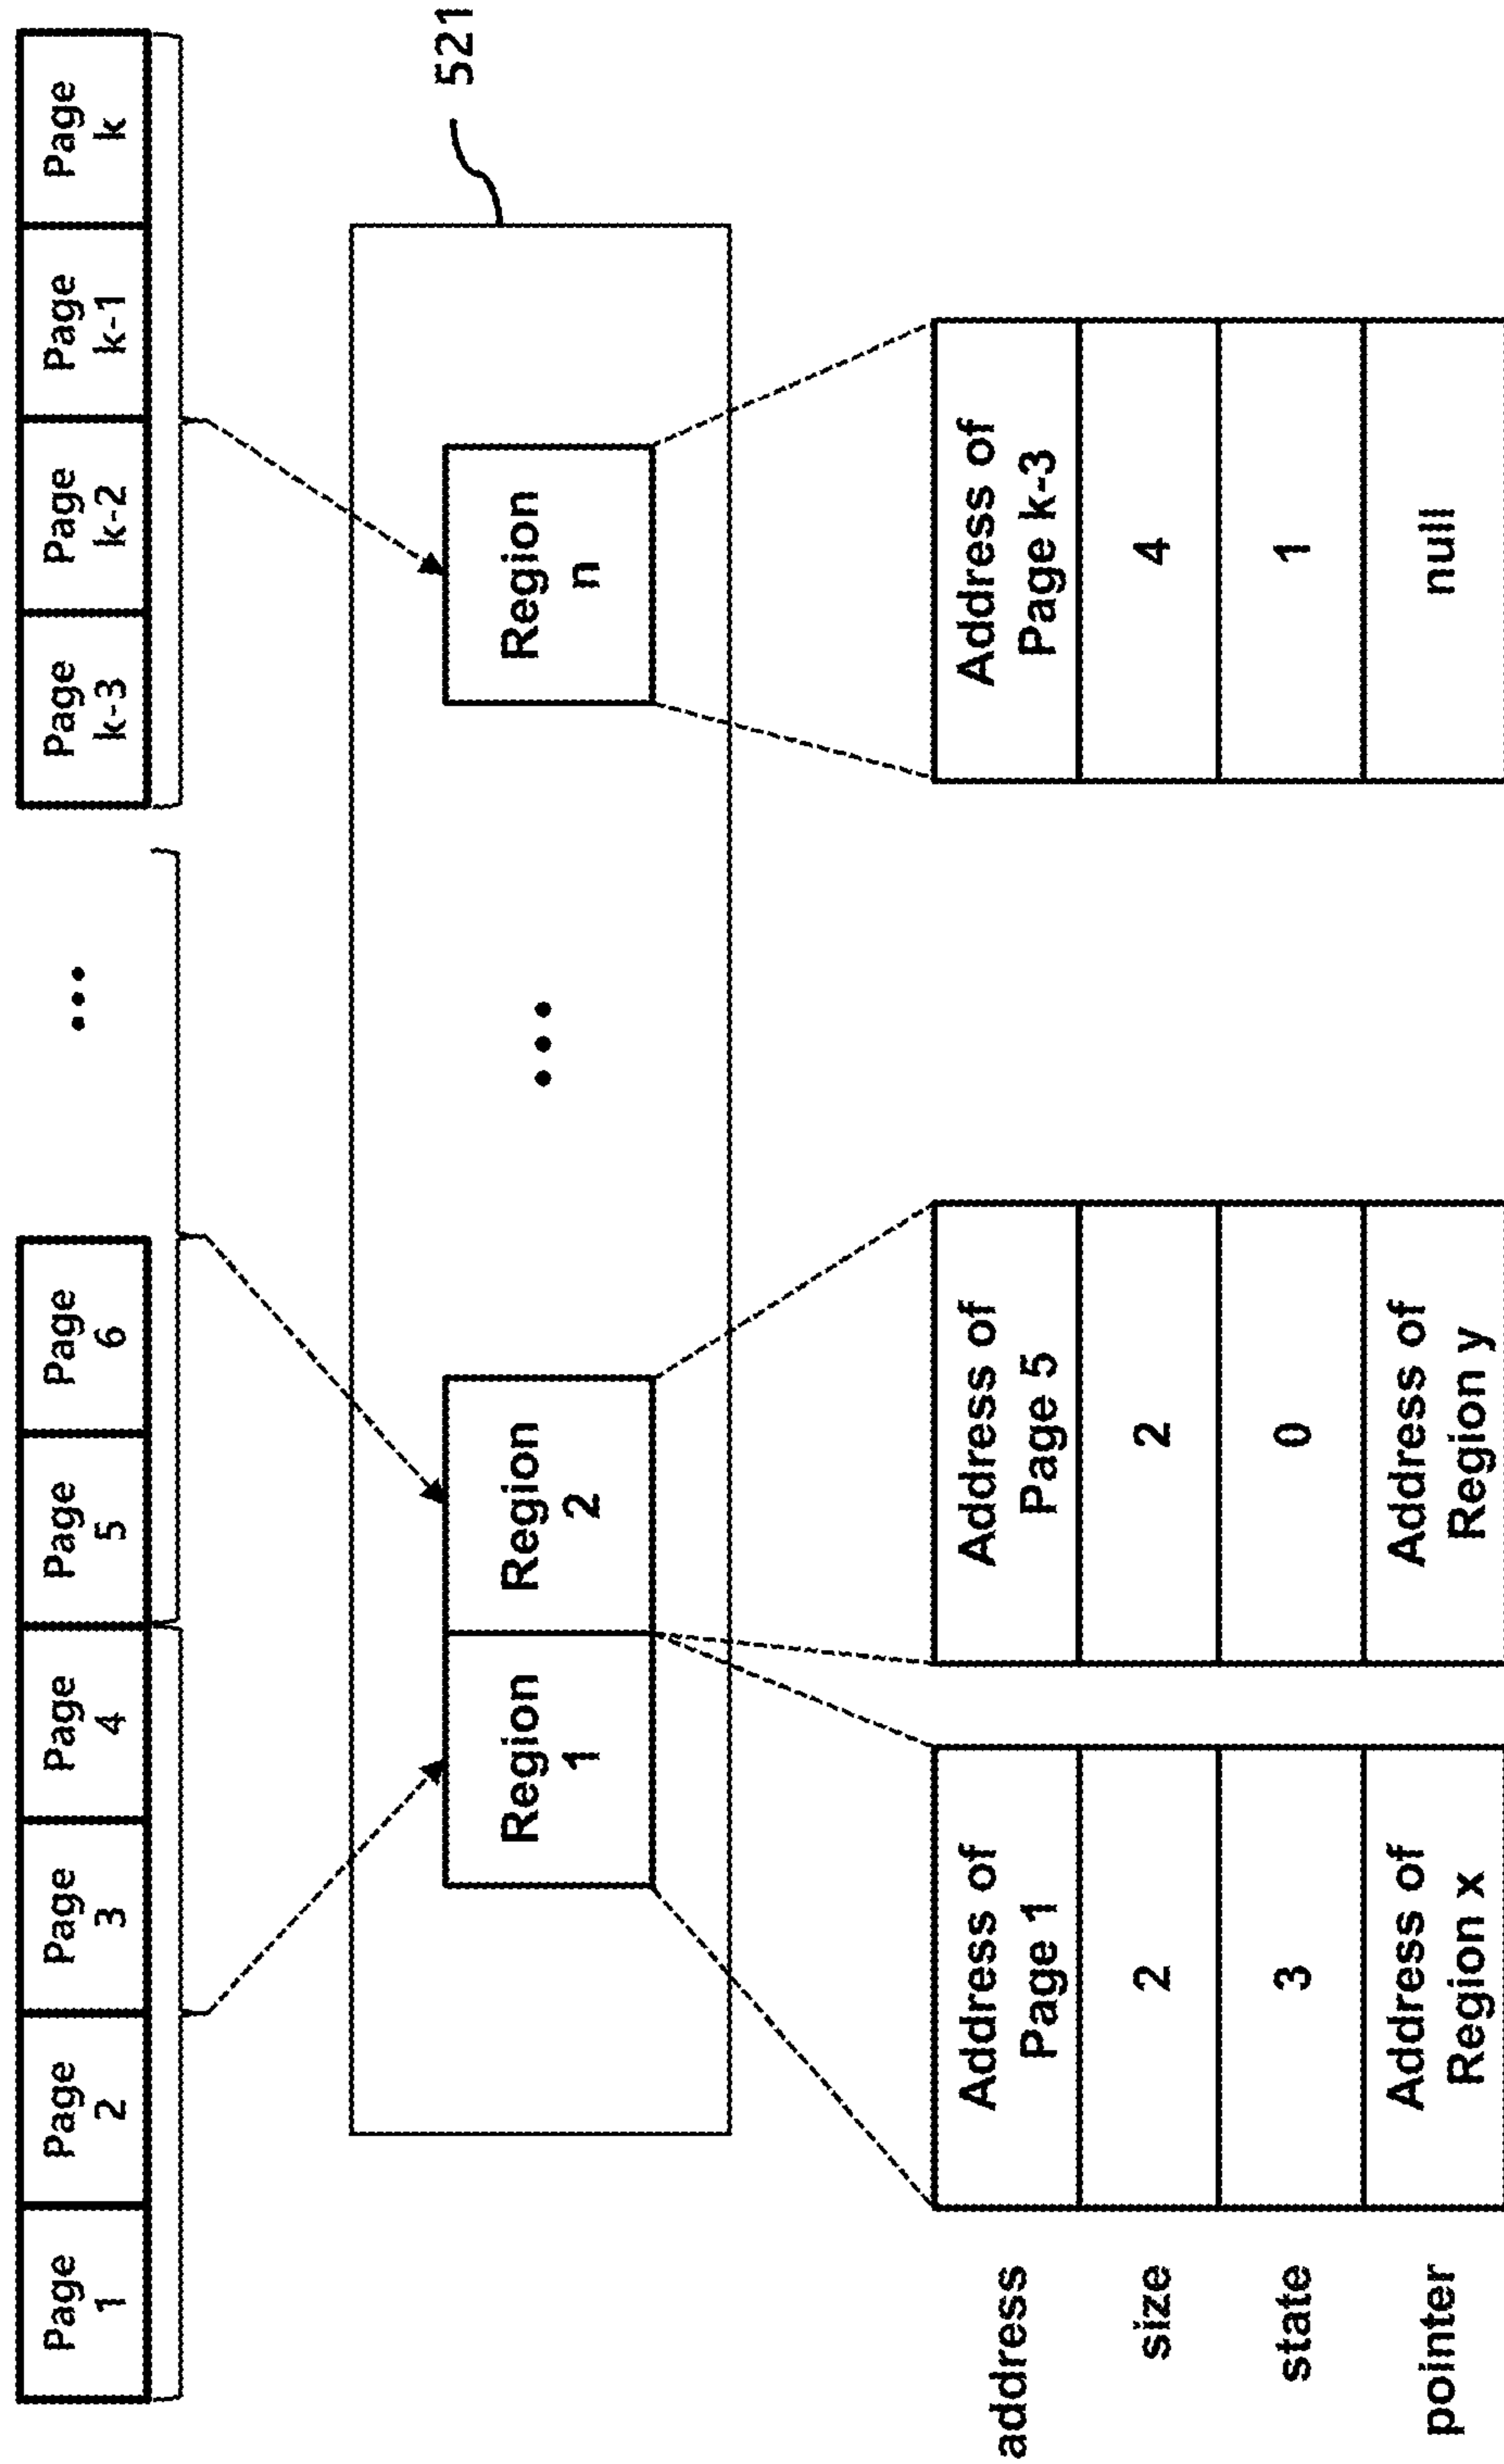 Page
1
Page
2
Page
3
Page
4
Page
5
Page
6
...
Page
k-3
Page
k-2
Page
k-1
Page
k
521
Region
1
Region
2
...
Region
n
address
Address of
Page 1
Address of
Page 5
Address of
Page k-3
size
2
2
4
state
3
0
1
pointer
Address of
Region x
Address of
Region y
null